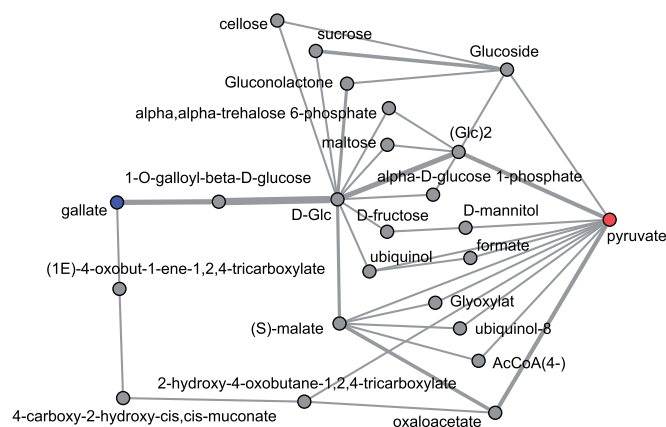 cellose
sucrose
Glucoside
Gluconolactone
alpha,alpha-trehalose 6-phosphate
(Glc)2
maltose
1-O-galloyl-beta-D-glucose
alpha-D-glucose 1-phosphate
gallate
D-Glc
D-fructose
D-mannitol
pyruvate
formate
ubiquinol
(1E)-4-oxobut-1-ene-1,2,4-tricarboxylate
Glyoxylat
(S)-malate
ubiquinol-8
AcCoA(4-)
2-hydroxy-4-oxobutane-1,2,4-tricarboxylate
4-carboxy-2-hydroxy-cis,cis-muconate
oxaloacetate